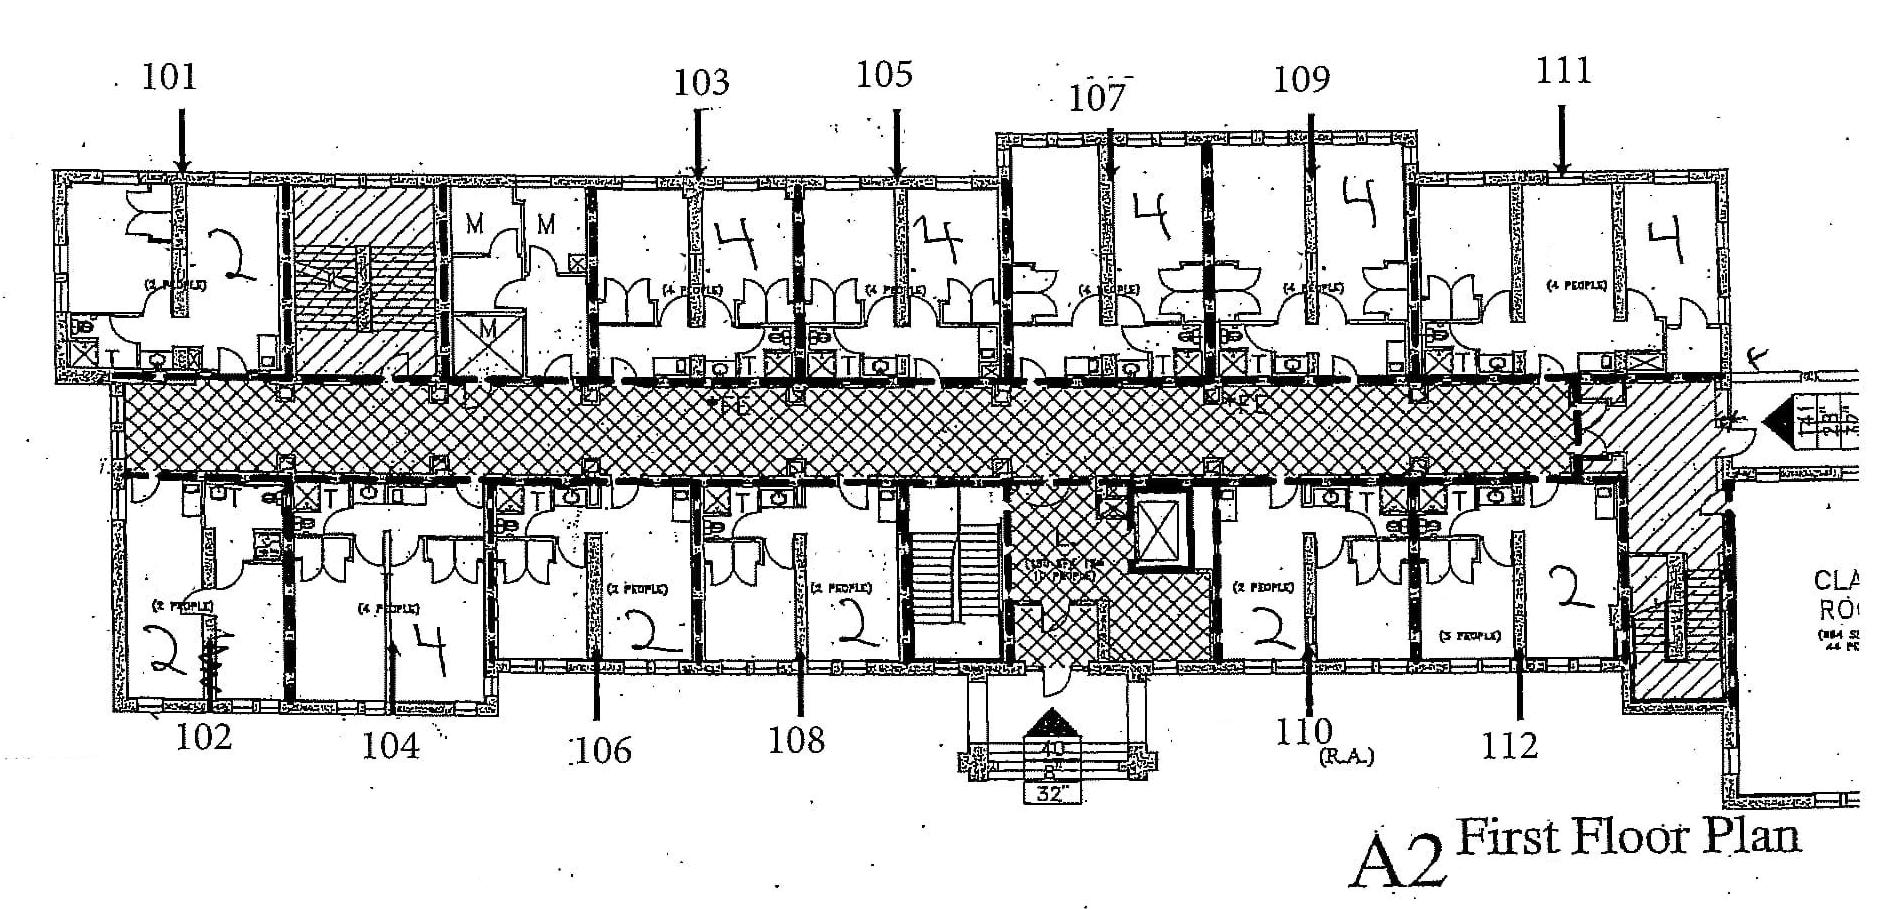 101
103
105
107
109
111
M
M
M
2
4
4
4
4
4
(2 PEOPLE)
(4 PEOPLE)
(4 PEOPLE)
(4 PEOPLE)
(4 PEOPLE)
(4 PEOPLE)
T
T
T
T
T
T
FE
FE
T
T
T
T
T
T
L
(2 PEOPLE)
(4 PEOPLE)
(2 PEOPLE)
(2 PEOPLE)
10 PEOPLE)
(2 PEOPLE)
(3 PEOPLE)
2
4
2
2
2
2
CLA
RO
102
104
106
108
110
(R.A.)
112
40
8"
32"
A2 First Floor Plan